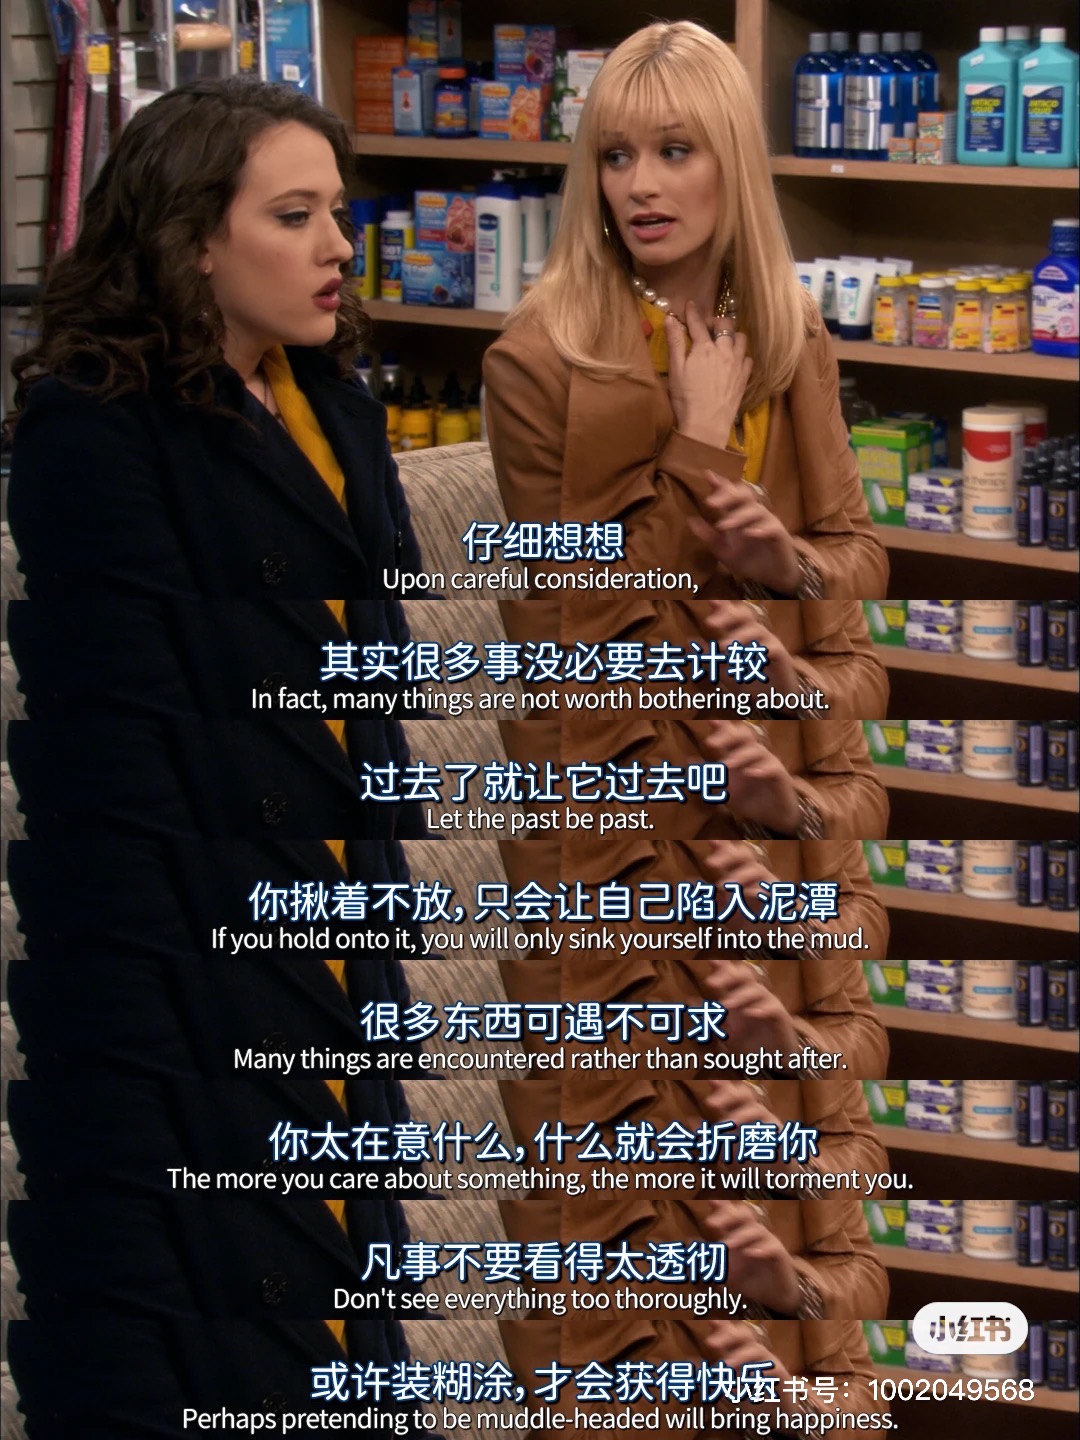 ANTACID
ANTACID
仔细想想
Upon careful consideration,
其实很多事没必要去计较
In fact, many things are not worth bothering about.
过去了就让它过去吧
Let the past be past.
你揪着不放，只会让自己陷入泥潭
If you hold onto it, you will only sink yourself into the mud.
很多东西可遇不可求
Many things are encountered rather than sought after.
你太在意什么，什么就会折磨你
The more you care about something, the more it will torment you.
凡事不要看得太透彻
Don't see everything too thoroughly.
小红书
或许装糊涂，才会获得快乐
小红书号：1002049568
Perhaps pretending to be muddle-headed will bring happiness.